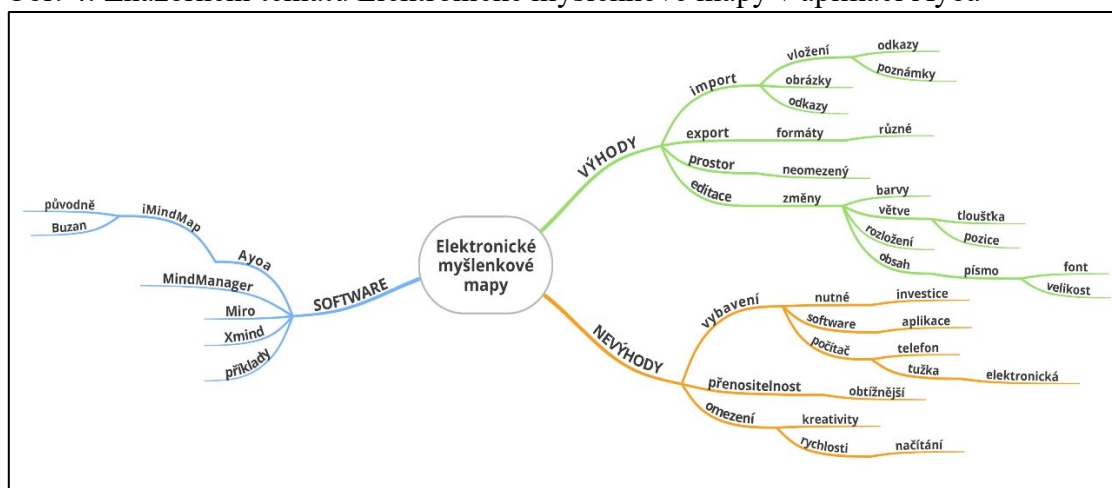 Elektronické
myšlenkové
mapy
VÝHODY
import
vložení
odkazy
poznámky
obrázky
odkazy
export
formáty
různé
prostor
neomezený
editace
změny
barvy
větve
tloušťka
pozice
rozložení
obsah
písmo
font
velikost
NEVÝHODY
vybavení
nutné
investice
software
aplikace
počítač
telefon
tužka
elektronická
přenositelnost
obtížnější
omezení
kreativity
rychlosti
načítání
SOFTWARE
Ayoa
iMindMap
původně
Buzan
MindManager
Miro
Xmind
příklady